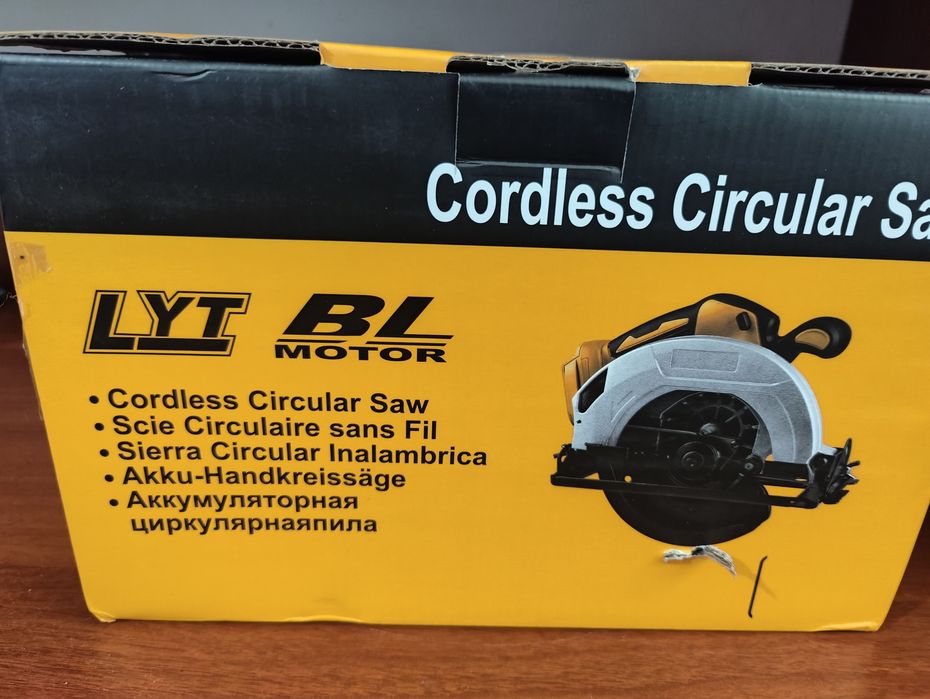 Cordless Circular
LYT BL
MOTOR
• Cordless Circular Saw
• Scie Circulaire sans Fil
• Sierra Circular Inalambrica
• Akku-Handkreissäge
• Аккумуляторная
циркулярнаяпила